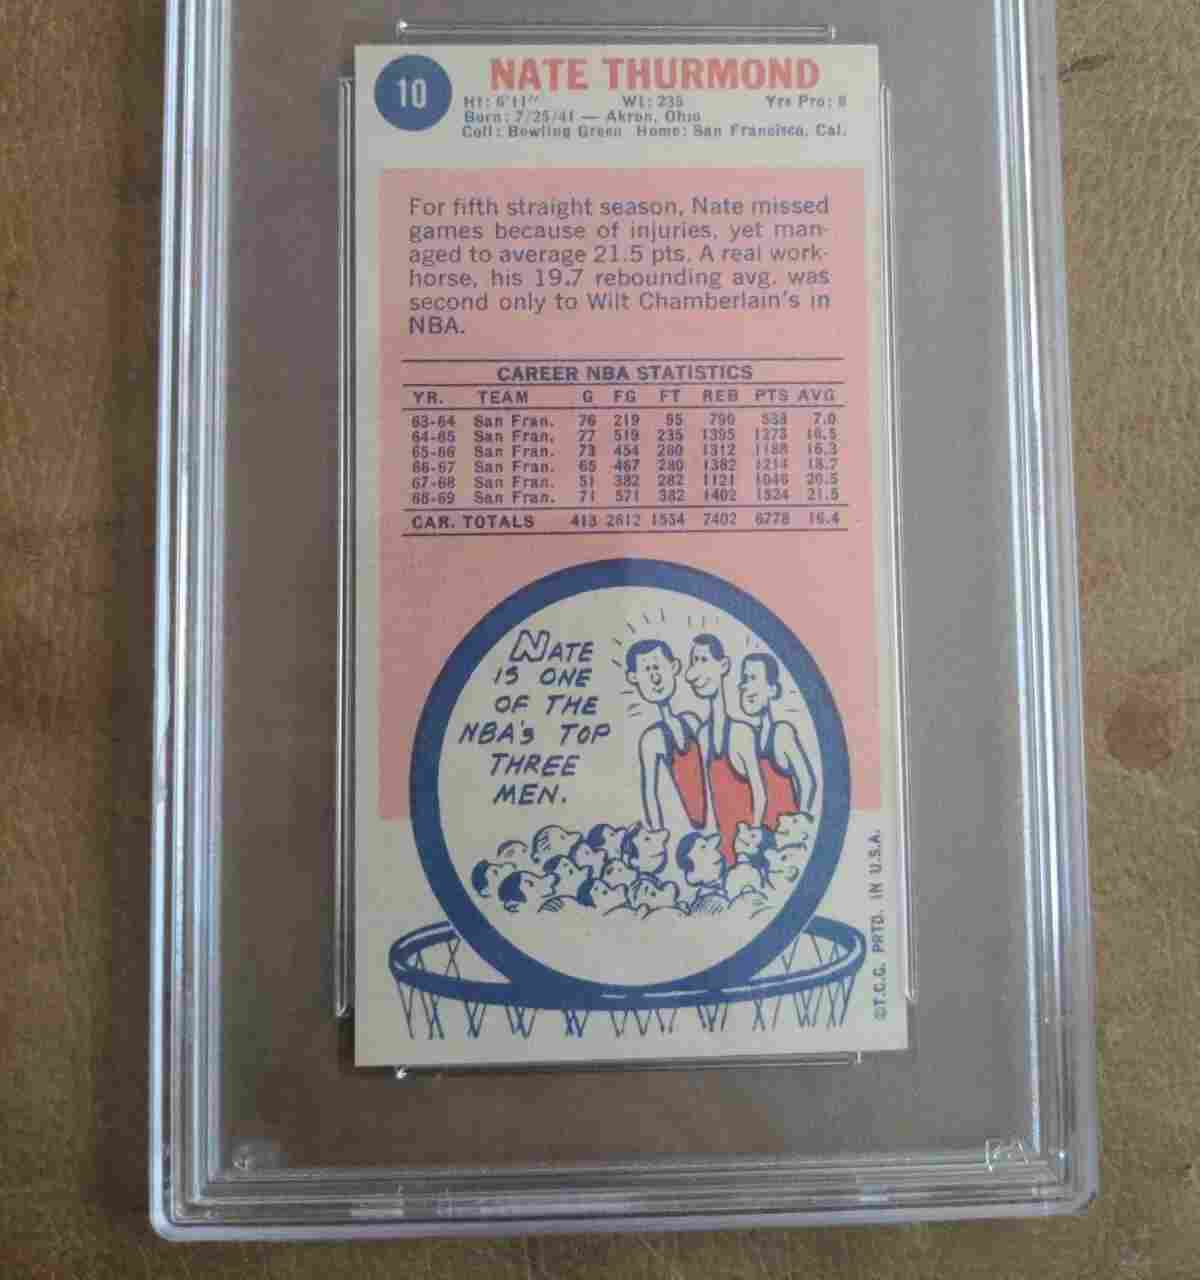 10
NATE THURMOND
Ht: 6'11" Wt: 235 Yrs Pro: 6
Born: 7/25/41 — Akron, Ohio
Coll: Bowling Green Home: San Francisco, Cal.
For fifth straight season, Nate missed
games because of injuries, yet man-
aged to average 21.5 pts. A real work-
horse, his 19.7 rebounding avg. was
second only to Wilt Chamberlain's in
NBA.
CAREER NBA STATISTICS
YR. TEAM G FG FT REB PTS AVG
63-64 San Fran. 76 219 95 790 533 7.0
64-65 San Fran. 77 519 235 1395 1273 16.5
65-66 San Fran. 73 454 280 1312 1188 16.3
66-67 San Fran. 65 467 280 1382 1214 18.7
67-68 San Fran. 51 382 282 1121 1046 20.5
68-69 San Fran. 71 571 382 1402 1524 21.5
CAR. TOTALS 413 2612 1554 7402 6778 16.4
NATE
IS ONE
OF THE
NBA'S TOP
THREE
MEN.
©T.C.G. PRTD. IN U.S.A.